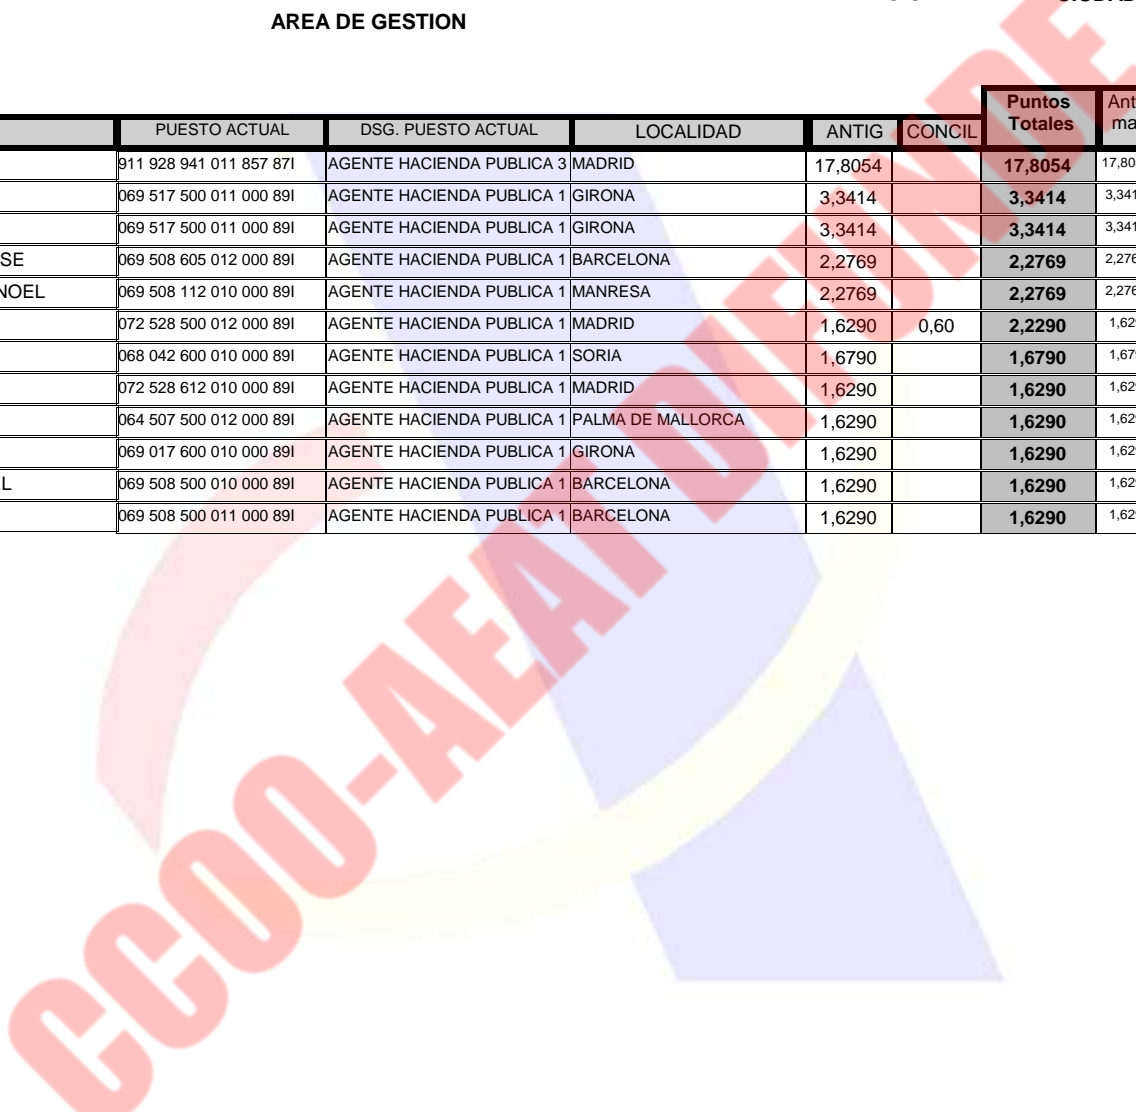 AREA DE GESTION
PUESTO ACTUAL DSG. PUESTO ACTUAL LOCALIDAD ANTIG CONCIL Puntos Totales
911 928 941 011 857 87I AGENTE HACIENDA PUBLICA 3 MADRID 17,8054 17,8054
069 517 500 011 000 89I AGENTE HACIENDA PUBLICA 1 GIRONA 3,3414 3,3414
069 517 500 011 000 89I AGENTE HACIENDA PUBLICA 1 GIRONA 3,3414 3,3414
SE 069 508 605 012 000 89I AGENTE HACIENDA PUBLICA 1 BARCELONA 2,2769 2,2769
NOEL 069 508 112 010 000 89I AGENTE HACIENDA PUBLICA 1 MANRESA 2,2769 2,2769
072 528 500 012 000 89I AGENTE HACIENDA PUBLICA 1 MADRID 1,6290 0,60 2,2290
068 042 600 010 000 89I AGENTE HACIENDA PUBLICA 1 SORIA 1,6790 1,6790
072 528 612 010 000 89I AGENTE HACIENDA PUBLICA 1 MADRID 1,6290 1,6290
064 507 500 012 000 89I AGENTE HACIENDA PUBLICA 1 PALMA DE MALLORCA 1,6290 1,6290
069 017 600 010 000 89I AGENTE HACIENDA PUBLICA 1 GIRONA 1,6290 1,6290
L 069 508 500 010 000 89I AGENTE HACIENDA PUBLICA 1 BARCELONA 1,6290 1,6290
069 508 500 011 000 89I AGENTE HACIENDA PUBLICA 1 BARCELONA 1,6290 1,6290
CCOO-AEAT DIFUNDE